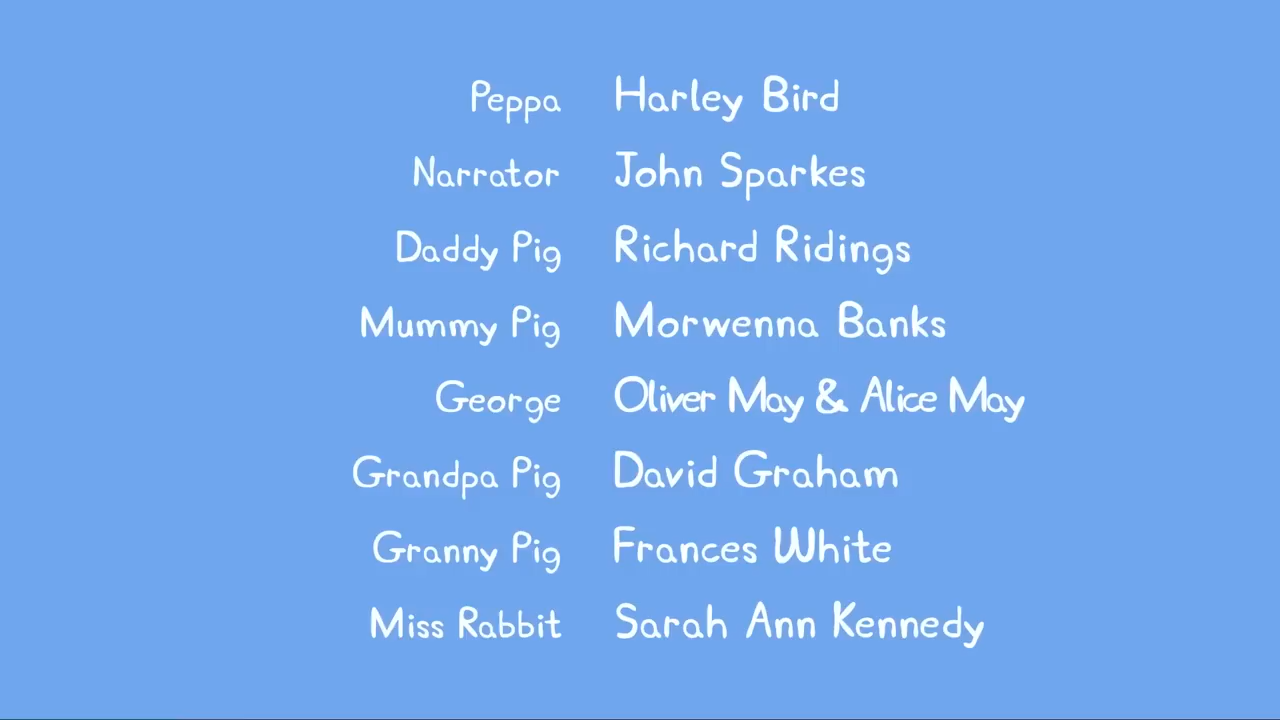 Peppa Harley Bird
Narrator John Sparkes
Daddy Pig Richard Ridings
Mummy Pig Morwenna Banks
George Oliver May & Alice May
Grandpa Pig David Graham
Granny Pig Frances White
Miss Rabbit Sarah Ann Kennedy